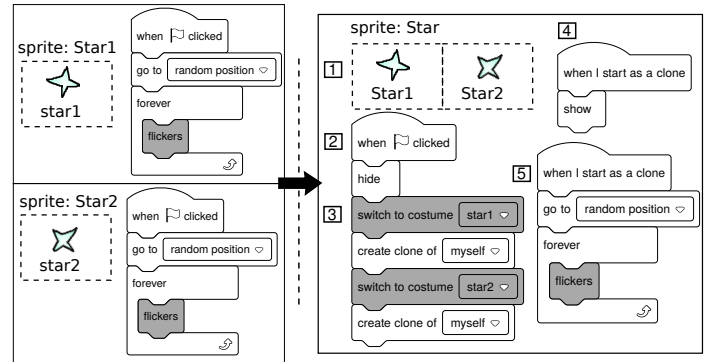 sprite: Star1
star1
when clicked
go to random position
forever
flickers
sprite: Star2
star2
when clicked
go to random position
forever
flickers
sprite: Star
1
Star1 Star2
2
when clicked
hide
3
switch to costume star1
create clone of myself
switch to costume star2
create clone of myself
4
when I start as a clone
show
5
when I start as a clone
go to random position
forever
flickers